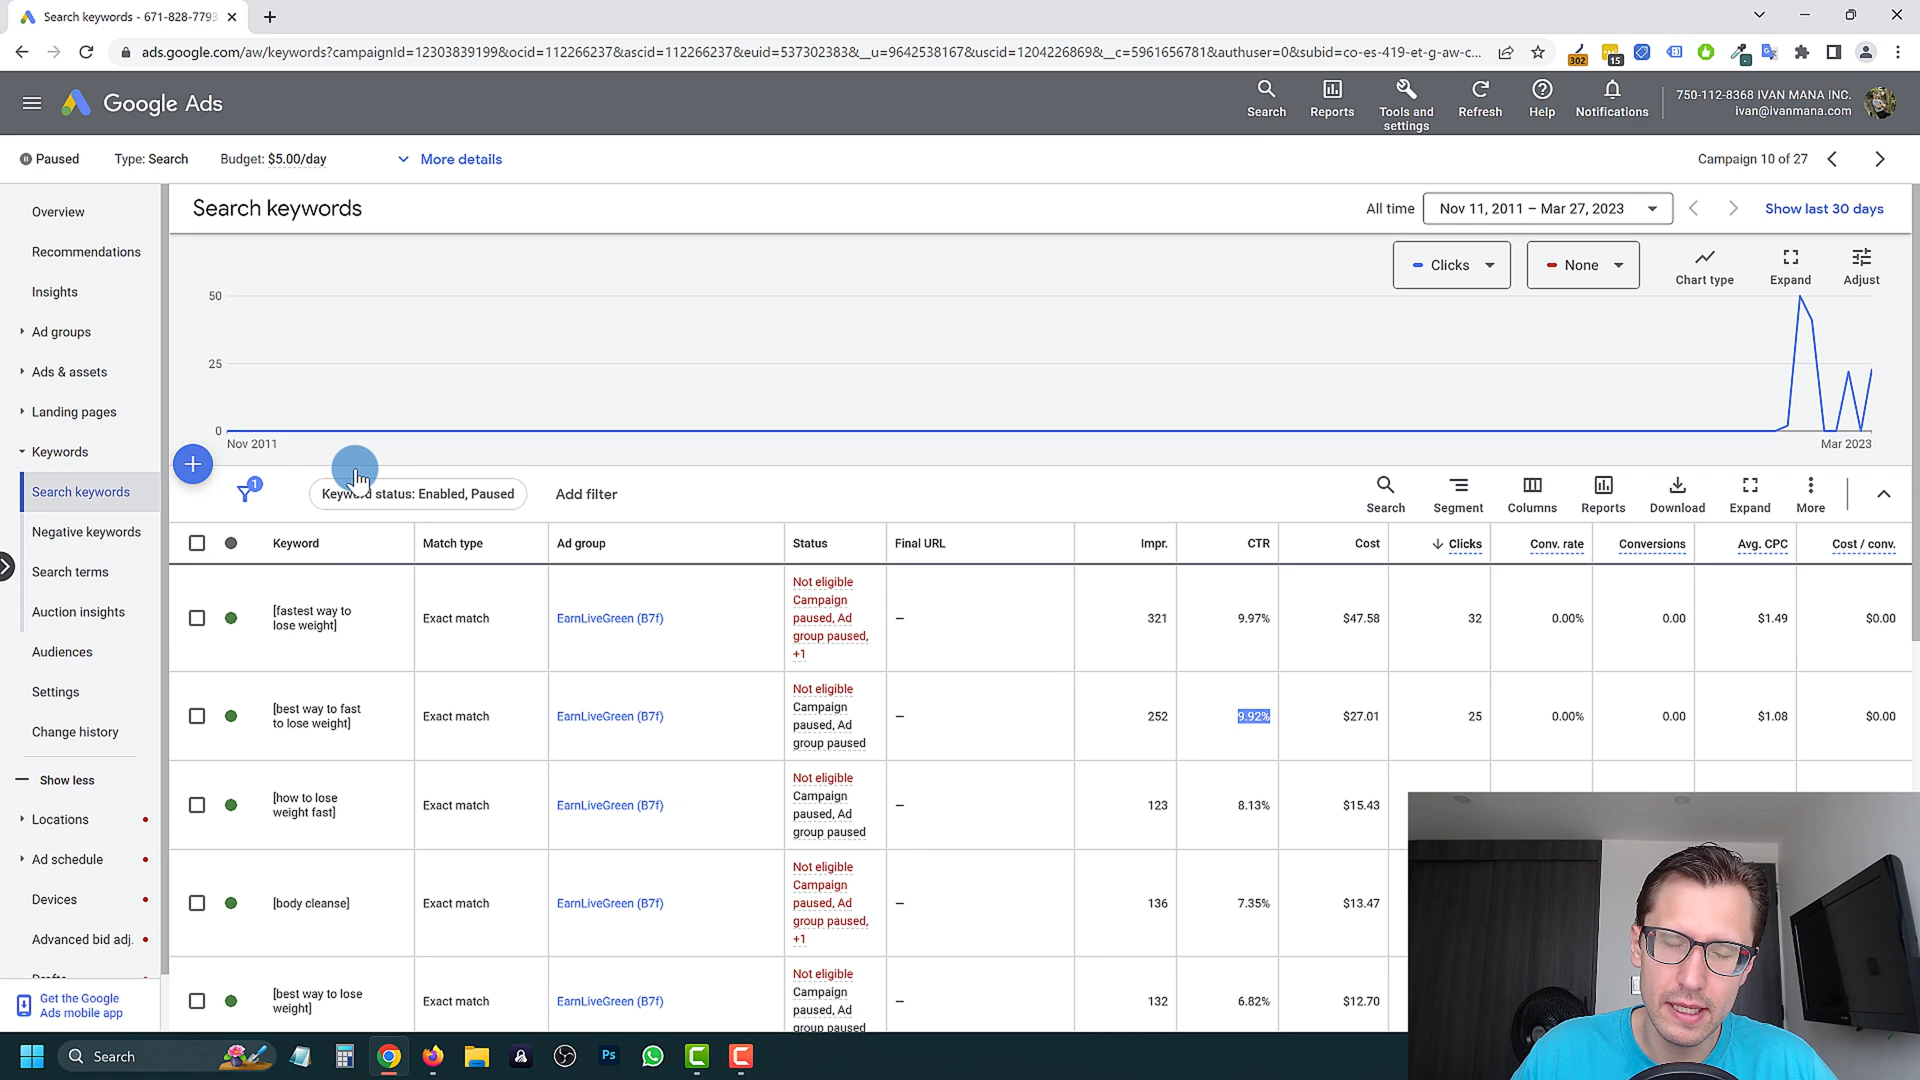 Search keywords - 671-828-7793
ads.google.com/aw/keywords?campaignId=12303839199&ocid=112266237&ascid=112266237&euid=537302383&__u=9642538167&uscid=1204226869&__c=5961656781&authuser=0&subid=co-es-419-et-g-aw-c...
302
15
Google Ads
Search
Reports
Tools and settings
Refresh
Help
Notifications
750-112-8368 IVAN MANA INC.
ivan@ivanmana.com
Paused
Type: Search
Budget: $5.00/day
More details
Campaign 10 of 27
Overview
Recommendations
Insights
Ad groups
Ads & assets
Landing pages
Keywords
Search keywords
Negative keywords
Search terms
Auction insights
Audiences
Settings
Change history
Show less
Locations
Ad schedule
Devices
Advanced bid adj.
Get the Google
Ads mobile app
Search keywords
All time
Nov 11, 2011 – Mar 27, 2023
Show last 30 days
Clicks
None
Chart type
Expand
Adjust
50
25
0
Nov 2011
Mar 2023
1
Keyword status: Enabled, Paused
Add filter
Search
Segment
Columns
Reports
Download
Expand
More
Keyword Match type Ad group Status Final URL Impr. CTR Cost Clicks Conv. rate Conversions Avg. CPC Cost / conv.
[fastest way to
lose weight]
Exact match
EarnLiveGreen (B7f)
Not eligible
Campaign
paused, Ad
group paused,
+1
–
321 9.97% $47.58 32 0.00% 0.00 $1.49 $0.00
[best way to fast
to lose weight]
Exact match
EarnLiveGreen (B7f)
Not eligible
Campaign
paused, Ad
group paused
–
252 9.92% $27.01 25 0.00% 0.00 $1.08 $0.00
[how to lose
weight fast]
Exact match
EarnLiveGreen (B7f)
Not eligible
Campaign
paused, Ad
group paused
–
123 8.13% $15.43
[body cleanse]
Exact match
EarnLiveGreen (B7f)
Not eligible
Campaign
paused, Ad
group paused,
+1
–
136 7.35% $13.47
[best way to lose
weight]
Exact match
EarnLiveGreen (B7f)
Not eligible
Campaign
paused, Ad
group paused
–
132 6.82% $12.70
Search
Ps